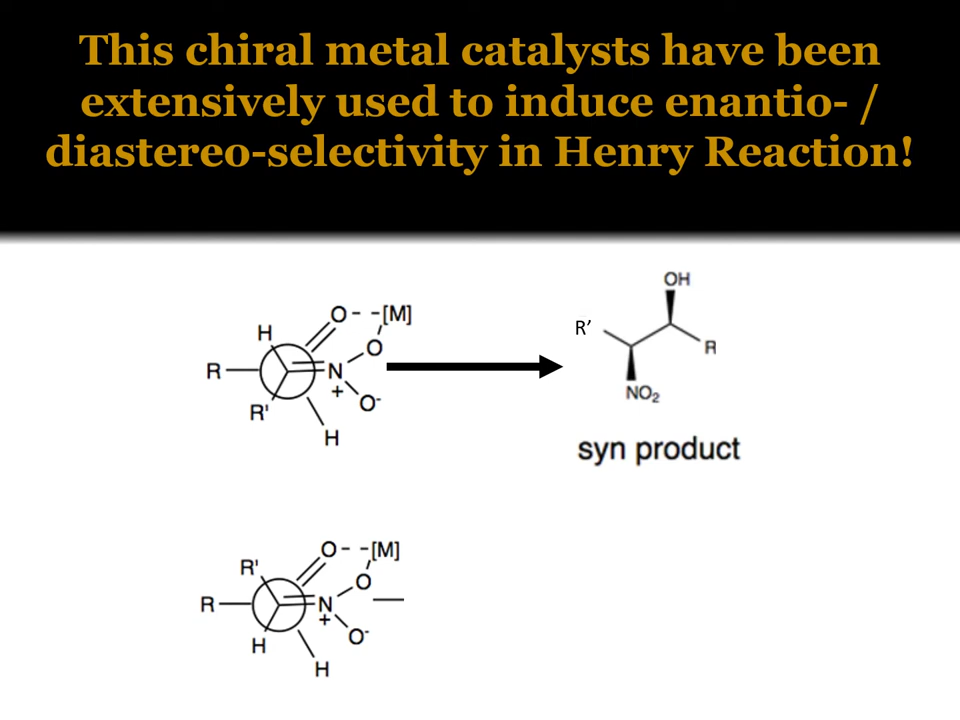 This chiral metal catalysts have been
extensively used to induce enantio- /
diastereo-selectivity in Henry Reaction!
OH
R'
R
NO2
syn product
H
O- -[M]
O
R
N
+
O-
R'
H
R'
O- -[M]
O
R
N
+
O-
H
H